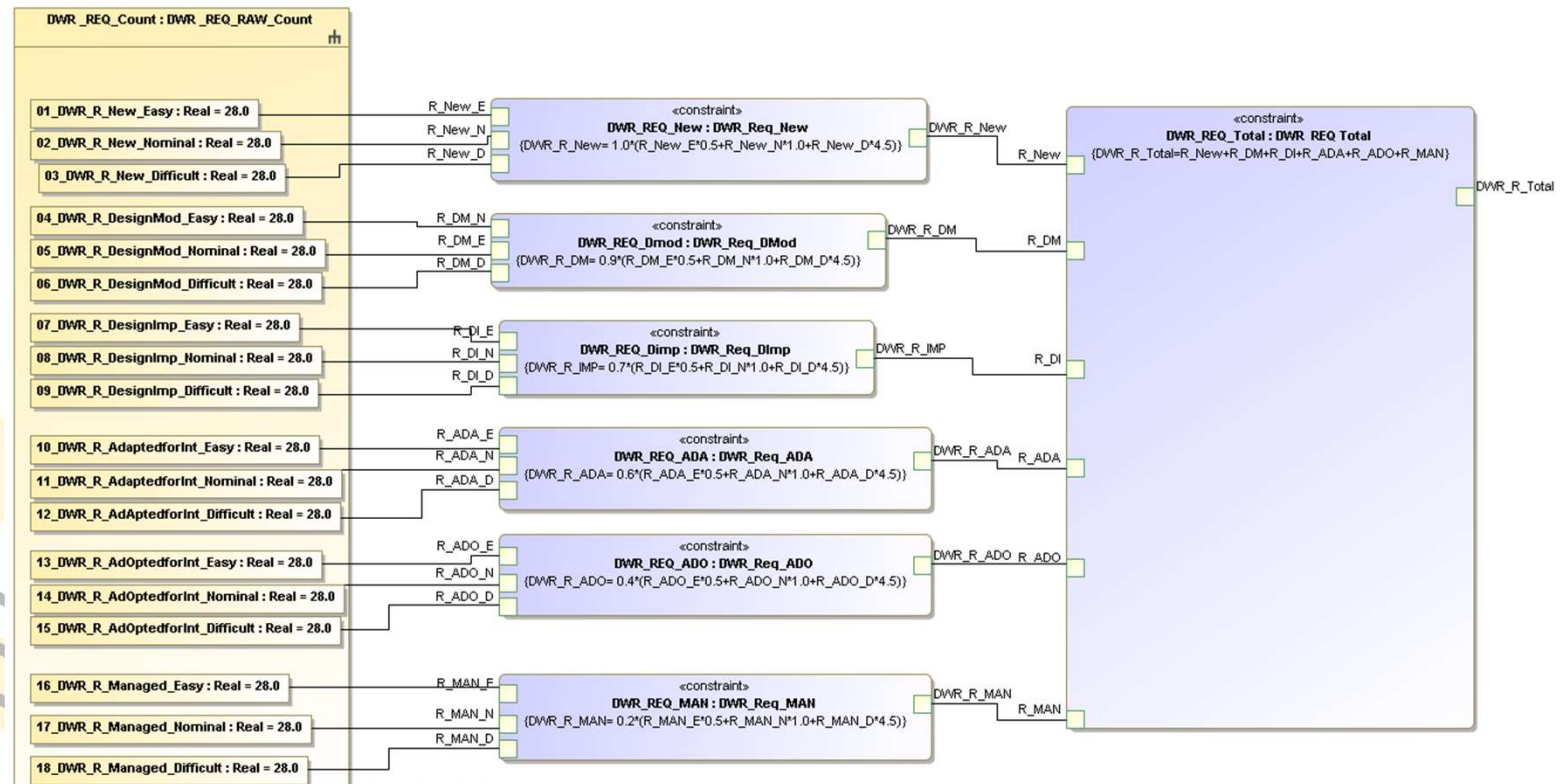 DWR _REQ_Count : DWR _REQ_RAW_Count
01_DWR_R_New_Easy : Real = 28.0
02_DWR_R_New_Nominal : Real = 28.0
03_DWR_R_New_Difficult : Real = 28.0
04_DWR_R_DesignMod_Easy : Real = 28.0
05_DWR_R_DesignMod_Nominal : Real = 28.0
06_DWR_R_DesignMod_Difficult : Real = 28.0
07_DWR_R_DesignImp_Easy : Real = 28.0
08_DWR_R_DesignImp_Nominal : Real = 28.0
09_DWR_R_DesignImp_Difficult : Real = 28.0
10_DWR_R_AdaptedforInt_Easy : Real = 28.0
11_DWR_R_AdaptedforInt_Nominal : Real = 28.0
12_DWR_R_AdAptedforInt_Difficult : Real = 28.0
13_DWR_R_AdOptedforInt_Easy : Real = 28.0
14_DWR_R_AdOptedforInt_Nominal : Real = 28.0
15_DWR_R_AdOptedforInt_Difficult : Real = 28.0
16_DWR_R_Managed_Easy : Real = 28.0
17_DWR_R_Managed_Nominal : Real = 28.0
18_DWR_R_Managed_Difficult : Real = 28.0
R_New_E
R_New_N
R_New_D
«constraint»
DWR_REQ_New : DWR_Req_New
{DWR_R_New= 1.0*(R_New_E*0.5+R_New_N*1.0+R_New_D*4.5)}
DWR_R_New
R_DM_N
R_DM_E
R_DM_D
«constraint»
DWR_REQ_Dmod : DWR_Req_DMod
{DWR_R_DM= 0.9*(R_DM_E*0.5+R_DM_N*1.0+R_DM_D*4.5)}
DWR_R_DM
R_DI_E
R_DI_N
R_DI_D
«constraint»
DWR_REQ_Dimp : DWR_Req_DImp
{DWR_R_IMP= 0.7*(R_DI_E*0.5+R_DI_N*1.0+R_DI_D*4.5)}
DWR_R_IMP
R_ADA_E
R_ADA_N
R_ADA_D
«constraint»
DWR_REQ_ADA : DWR_Req_ADA
{DWR_R_ADA= 0.6*(R_ADA_E*0.5+R_ADA_N*1.0+R_ADA_D*4.5)}
DWR_R_ADA
R_ADO_E
R_ADO_N
R_ADO_D
«constraint»
DWR_REQ_ADO : DWR_Req_ADO
{DWR_R_ADO= 0.4*(R_ADO_E*0.5+R_ADO_N*1.0+R_ADO_D*4.5)}
DWR_R_ADO
R_MAN_E
R_MAN_N
R_MAN_D
«constraint»
DWR_REQ_MAN : DWR_Req_MAN
{DWR_R_MAN= 0.2*(R_MAN_E*0.5+R_MAN_N*1.0+R_MAN_D*4.5)}
DWR_R_MAN
R_New
R_DM
R_DI
R_ADA
R_ADO
R_MAN
«constraint»
DWR_REQ_Total : DWR REQ Total
{DWR_R_Total=R_New+R_DM+R_DI+R_ADA+R_ADO+R_MAN}
DWR_R_Total